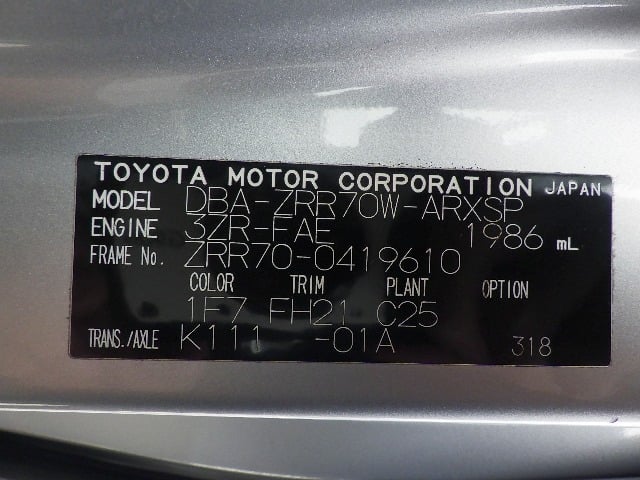 TOYOTA MOTOR CORPORATION JAPAN
MODEL DBA-ZRR70W-ARXSP
ENGINE 3ZR-FAE 1986 mL
FRAME No. ZRR70-0419610
COLOR TRIM PLANT OPTION
1F7 FH21 C25
TRANS./AXLE K111 -01A 318